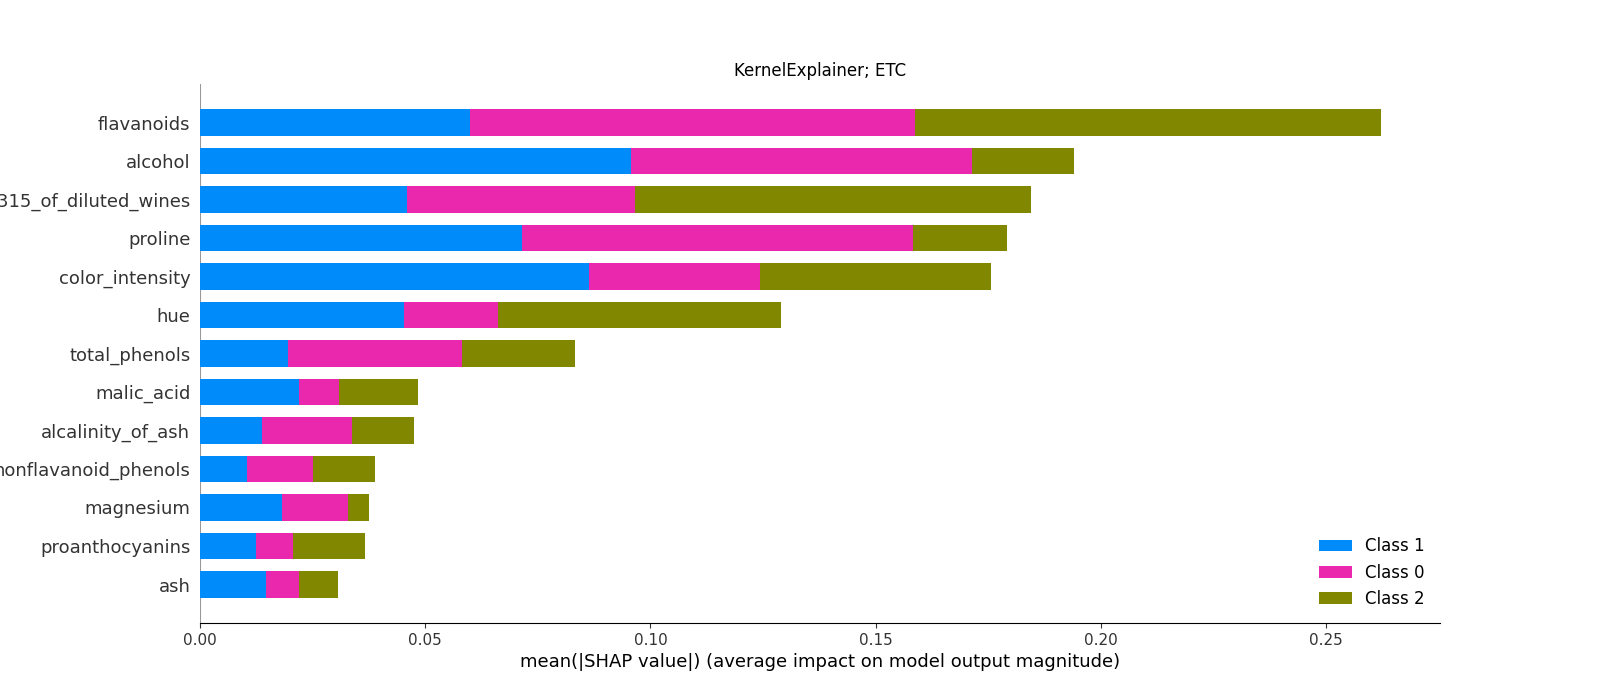 KernelExplainer; ETC
flavanoids
alcohol
315_of_diluted_wines
proline
color_intensity
hue
total_phenols
malic_acid
alcalinity_of_ash
nonflavanoid_phenols
magnesium
proanthocyanins
ash
Class 1
Class 0
Class 2
0.00 0.05 0.10 0.15 0.20 0.25
mean(|SHAP value|) (average impact on model output magnitude)